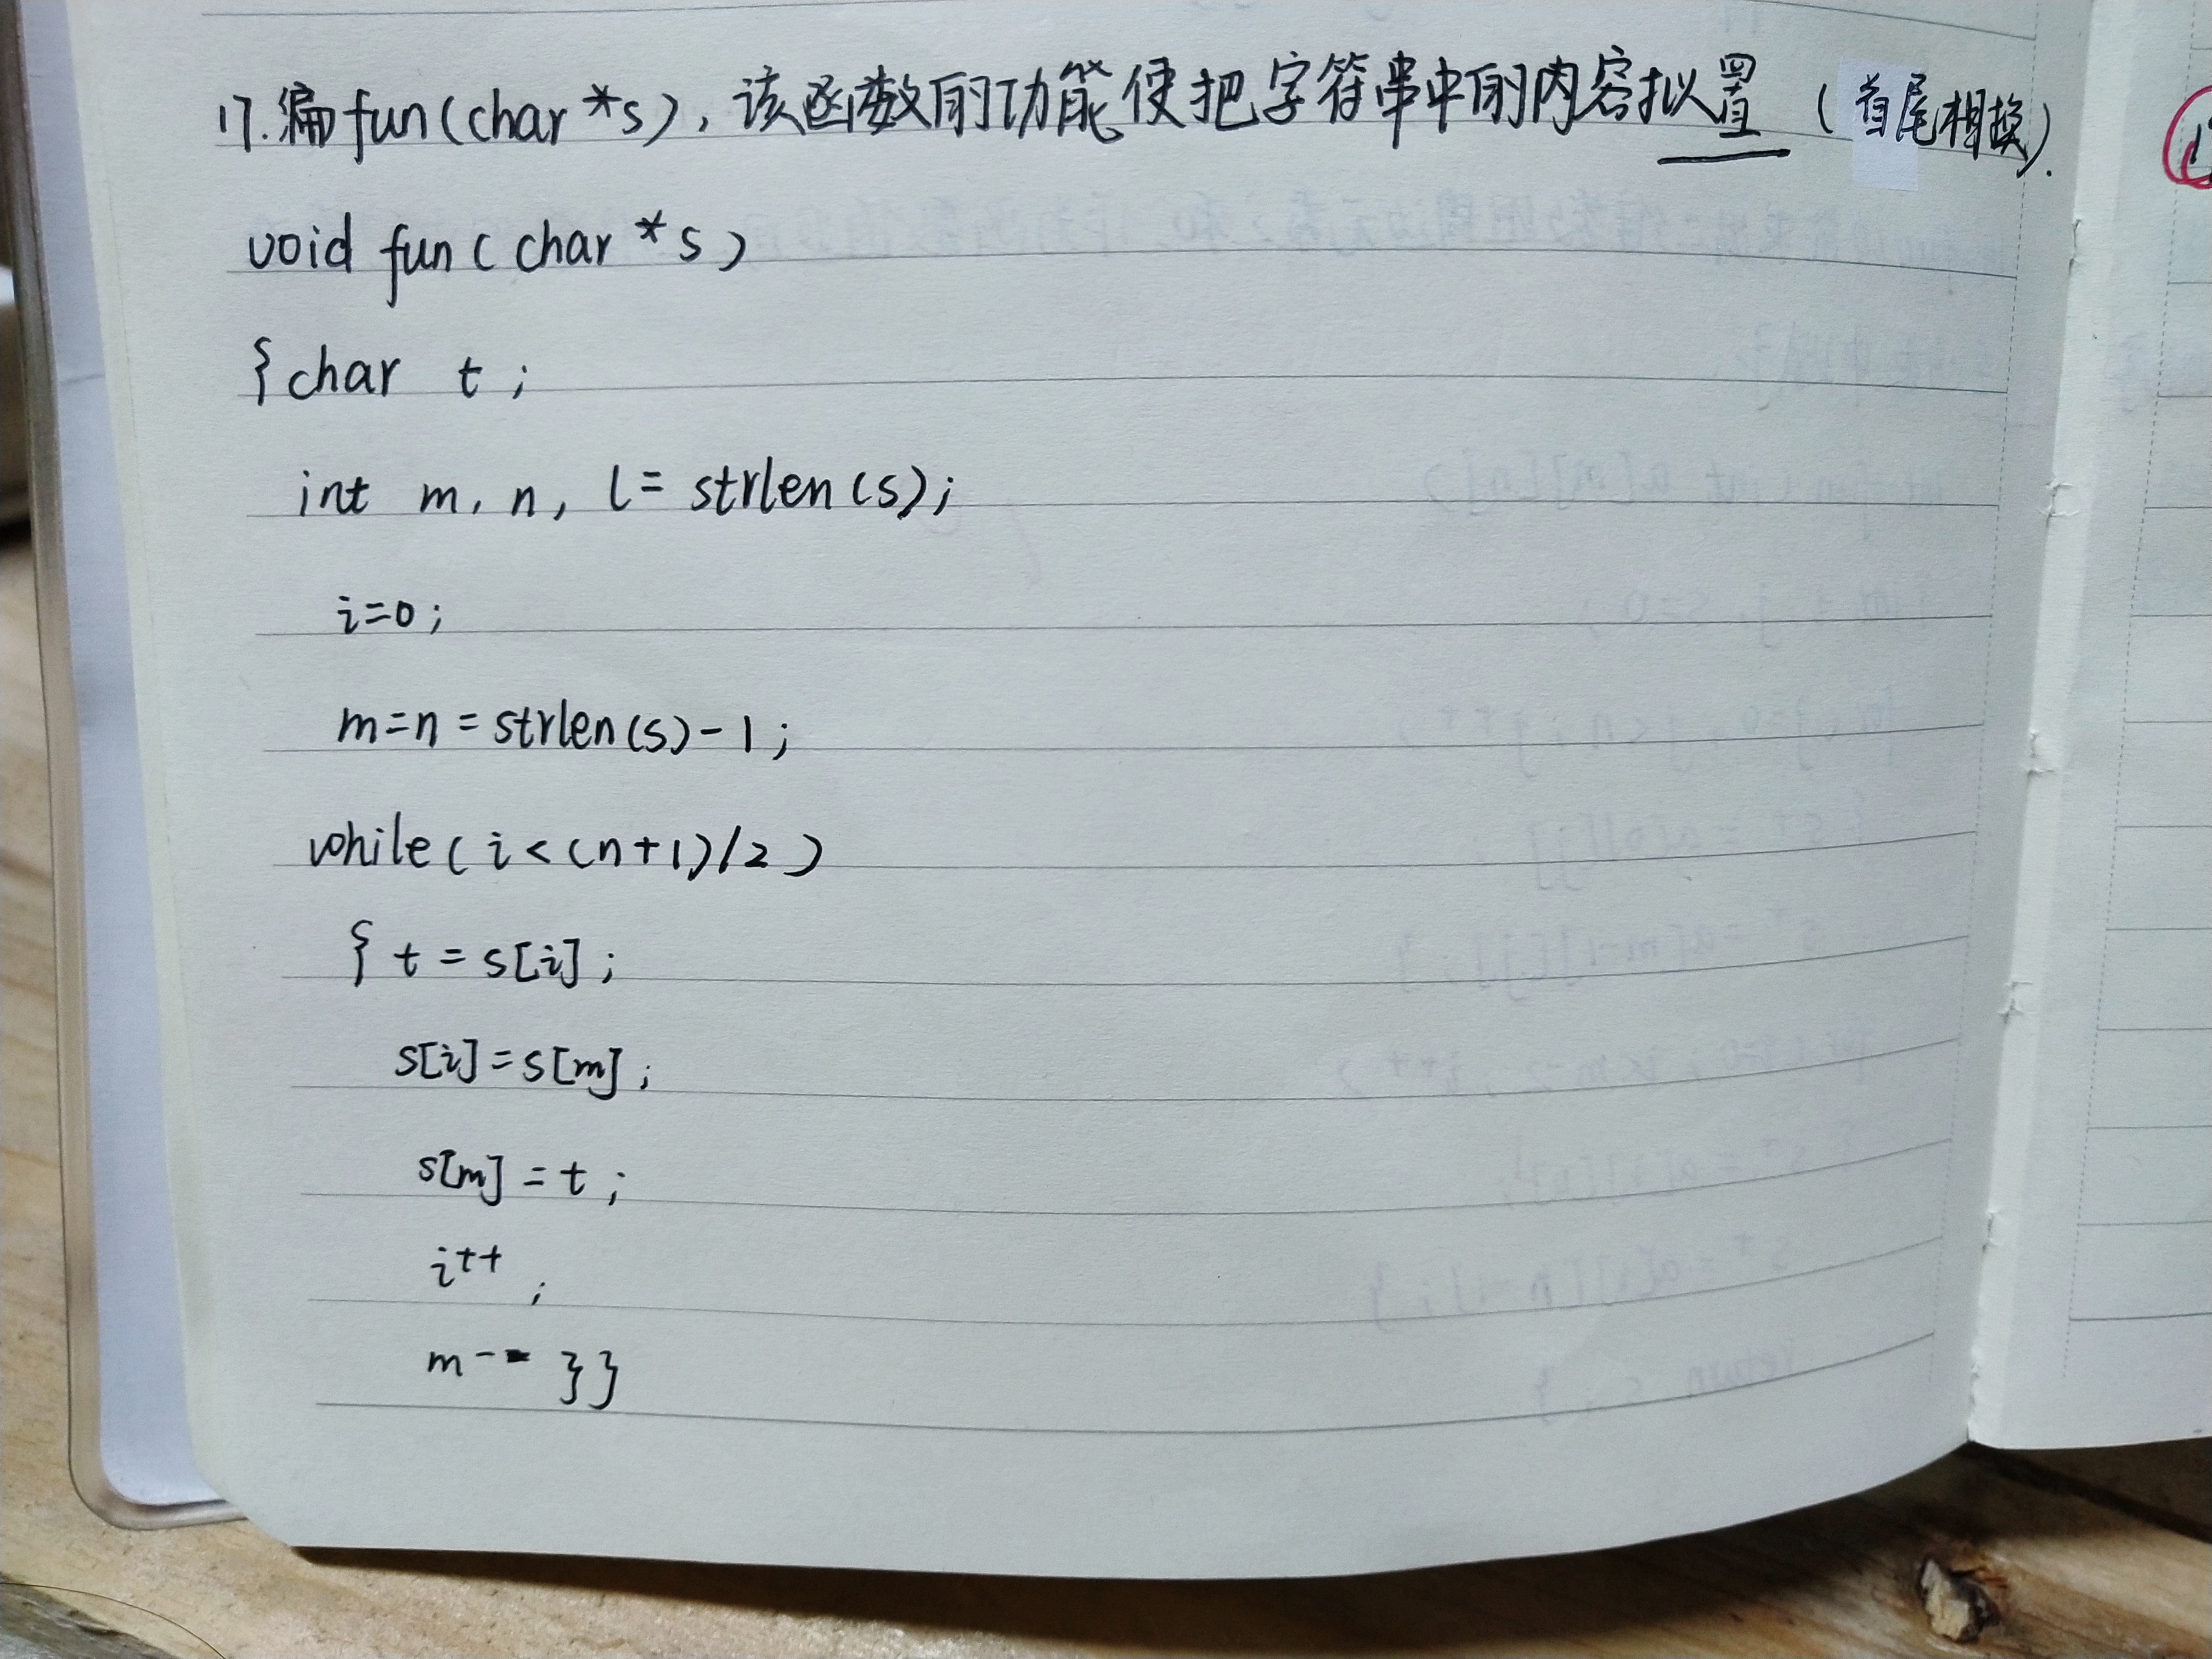 17.编fun(char *s),该函数的功能使把字符串中的内容拟置(首尾相换).
void fun(char *s)
{char t;
int m,n,l=strlen(s);
i=0;
m=n=strlen(s)-1;
while(i<(n+1)/2)
{t=s[i];
s[i]=s[m];
s[m]=t;
i++;
m--}}